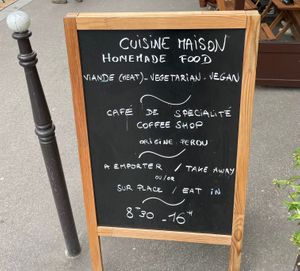 CUISINE MAISON
HOMEMADE FOOD
VIANDE (MEAT) - VEGETARIAN - VEGAN
CAFÉ DE SPECIALITÉ
COFFEE SHOP
ORIGINE PEROU
A EMPORTER / TAKE AWAY
OU/OR
SUR PLACE / EAT IN
8H30 - 16H